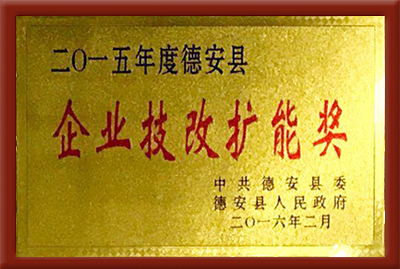 二〇一五年度德安县
企业技改扩能奖
中共德安县委
德安县人民政府
二〇一六年二月